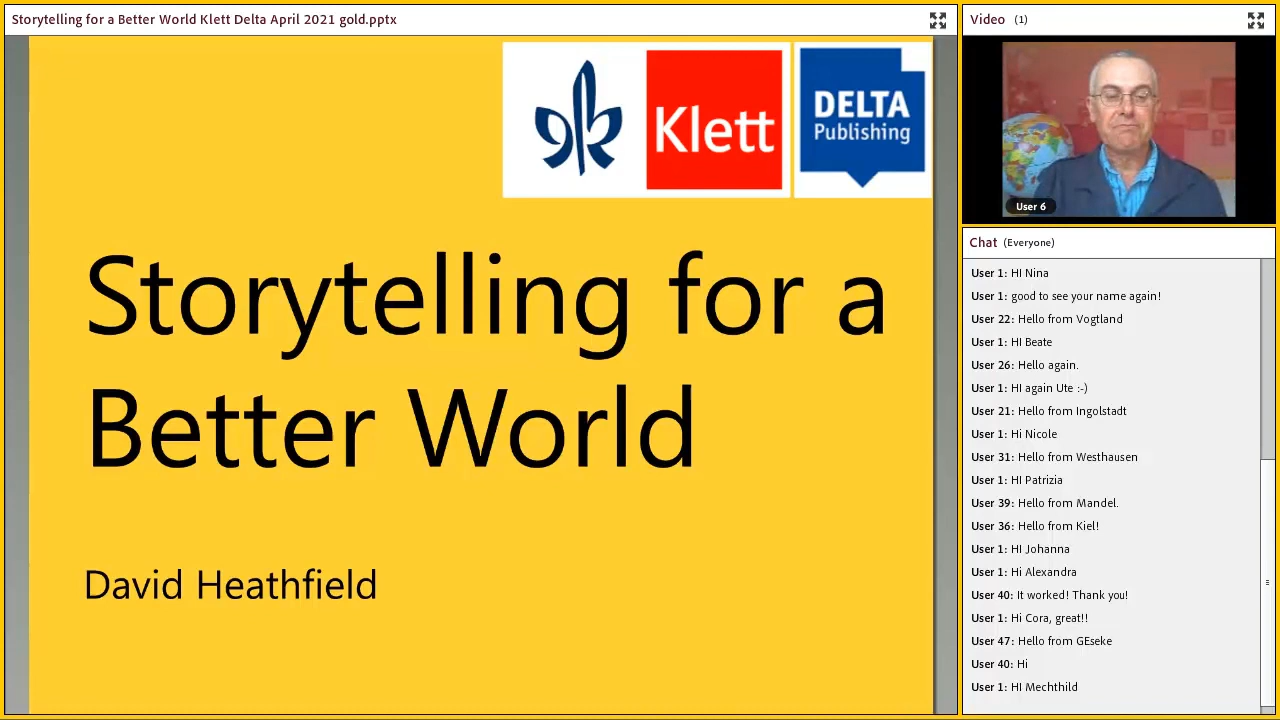 Storytelling for a Better World Klett Delta April 2021 gold.pptx
Klett
DELTA
Publishing
Storytelling for a
Better World
David Heathfield
Video (1)
User 6
Chat (Everyone)
User 1: HI Nina
User 1: good to see your name again!
User 22: Hello from Vogtland
User 1: HI Beate
User 26: Hello again.
User 1: HI again Ute :-)
User 21: Hello from Ingolstadt
User 1: Hi Nicole
User 31: Hello from Westhausen
User 1: HI Patrizia
User 39: Hello from Mandel.
User 36: Hello from Kiel!
User 1: HI Johanna
User 1: Hi Alexandra
User 40: It worked! Thank you!
User 1: Hi Cora, great!!
User 47: Hello from GEseke
User 40: Hi
User 1: HI Mechthild